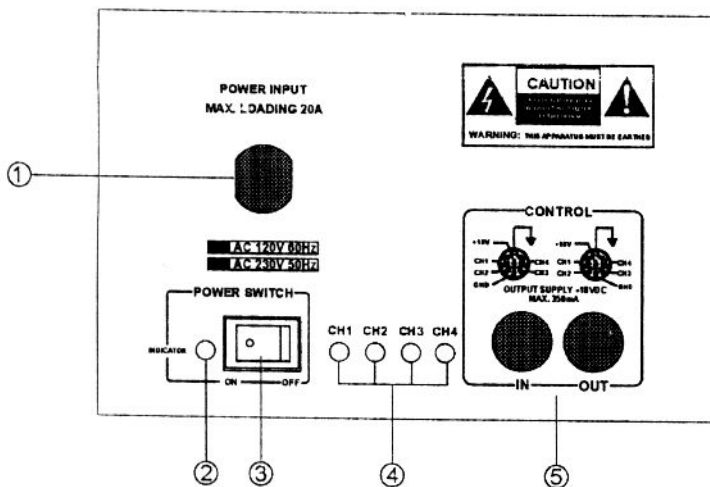 POWER INPUT
MAX. LOADING 20A
CAUTION
WARNING: THIS APPARATUS MUST BE EARTHED
①
AC 120V 60Hz
AC 230V 50Hz
POWER SWITCH
INDICATOR
ON OFF
CH1 CH2 CH3 CH4
CONTROL
+18V +18V
CH1 CH4 CH1 CH4
CH2 CH3 CH2 CH3
GND GND
OUTPUT SUPPLY +18VDC
MAX. 350mA
IN OUT
② ③ ④ ⑤